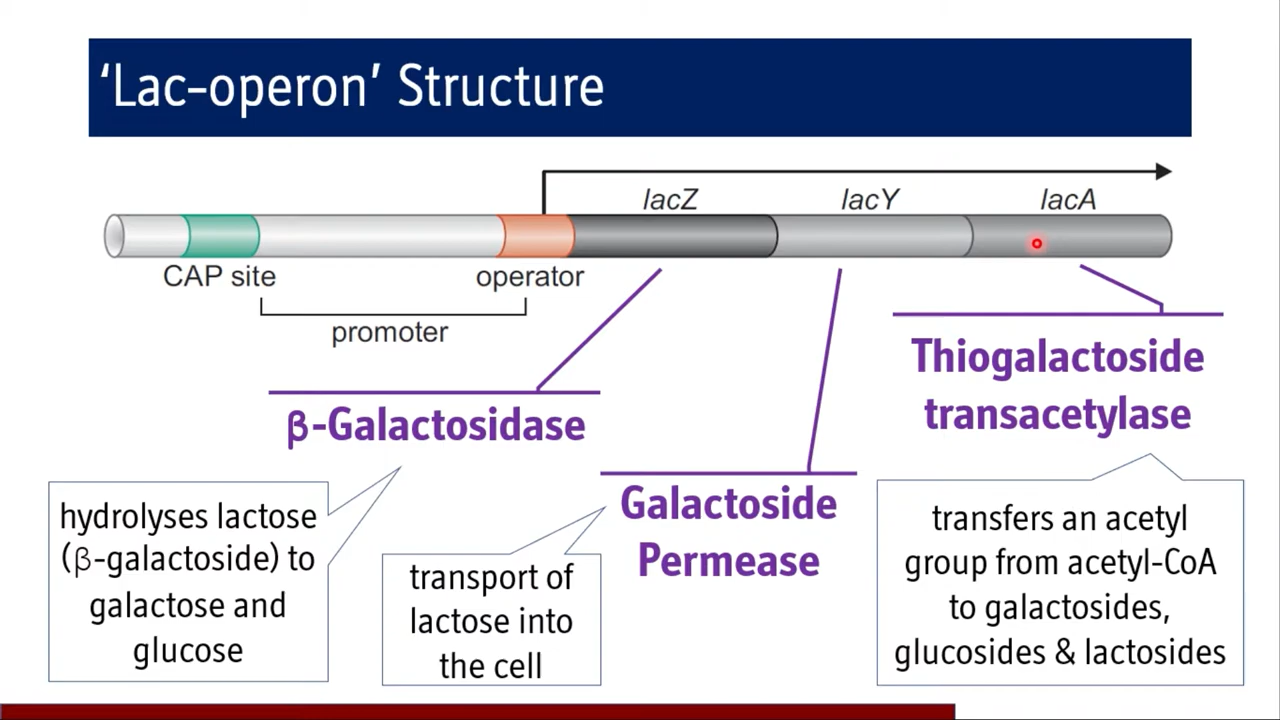 ‘Lac-operon’ Structure
lacZ
lacY
lacA
CAP site
operator
promoter
β-Galactosidase
Galactoside
Permease
Thiogalactoside
transacetylase
hydrolyses lactose
(β-galactoside) to
galactose and
glucose
transport of
lactose into
the cell
transfers an acetyl
group from acetyl-CoA
to galactosides,
glucosides & lactosides